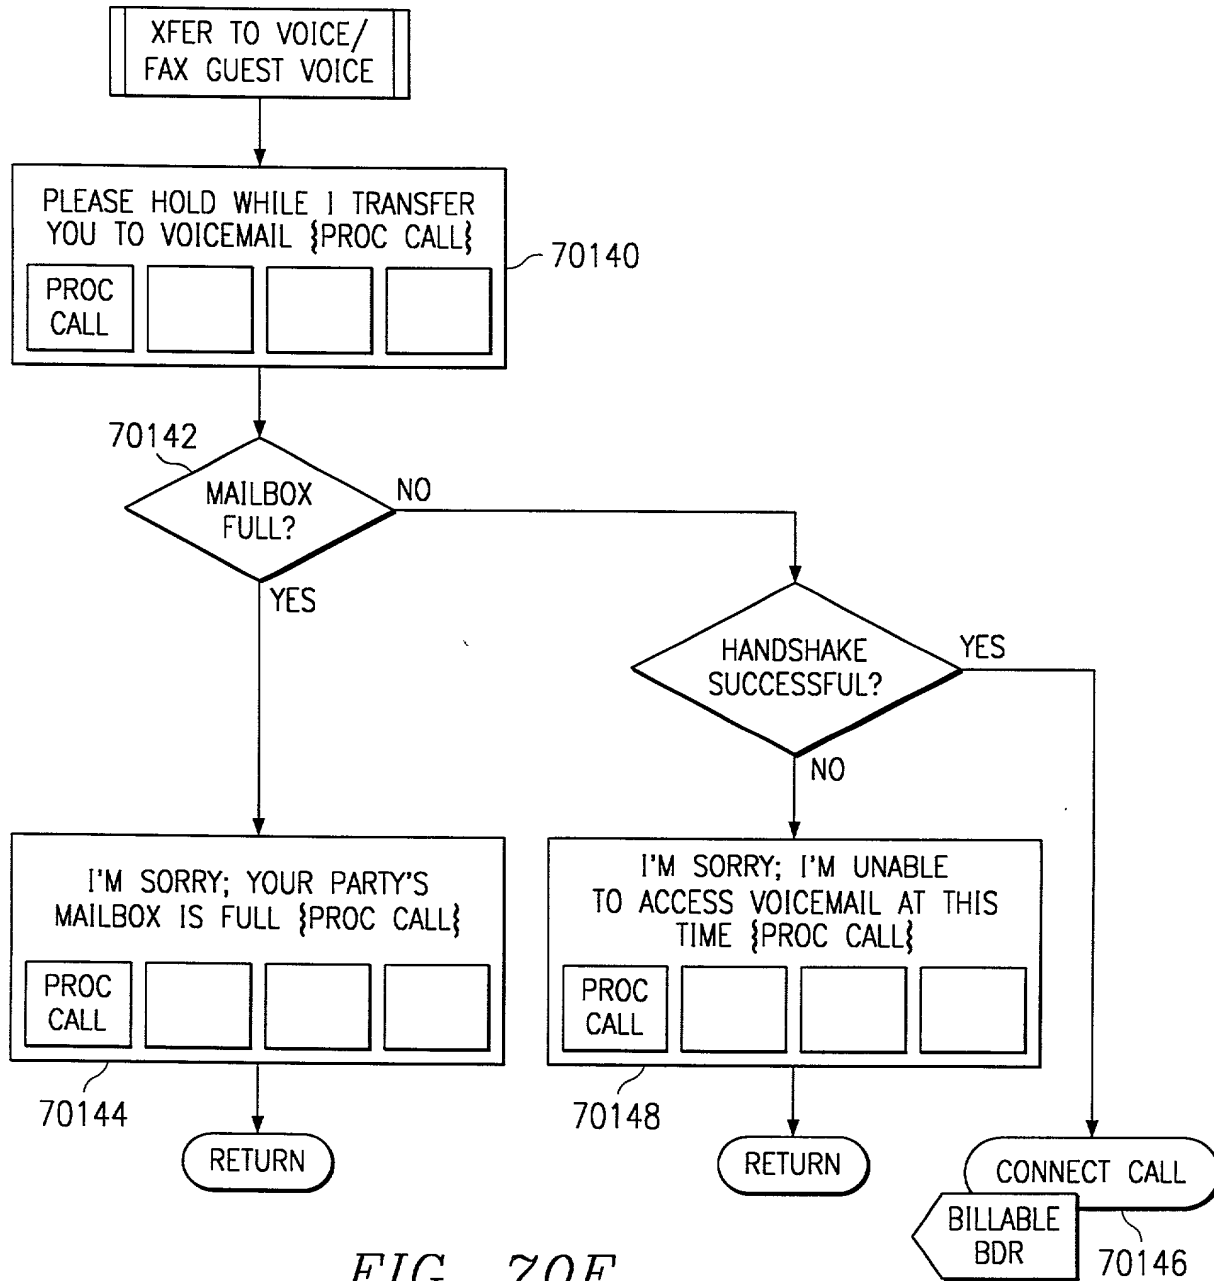 XFER TO VOICE/
FAX GUEST VOICE
PLEASE HOLD WHILE I TRANSFER
YOU TO VOICEMAIL {PROC CALL}
PROC
CALL
70140
70142
MAILBOX
FULL?
NO
YES
HANDSHAKE
SUCCESSFUL?
YES
NO
I'M SORRY; YOUR PARTY'S
MAILBOX IS FULL {PROC CALL}
PROC
CALL
70144
RETURN
I'M SORRY; I'M UNABLE
TO ACCESS VOICEMAIL AT THIS
TIME {PROC CALL}
PROC
CALL
70148
RETURN
CONNECT CALL
BILLABLE
BDR
70146